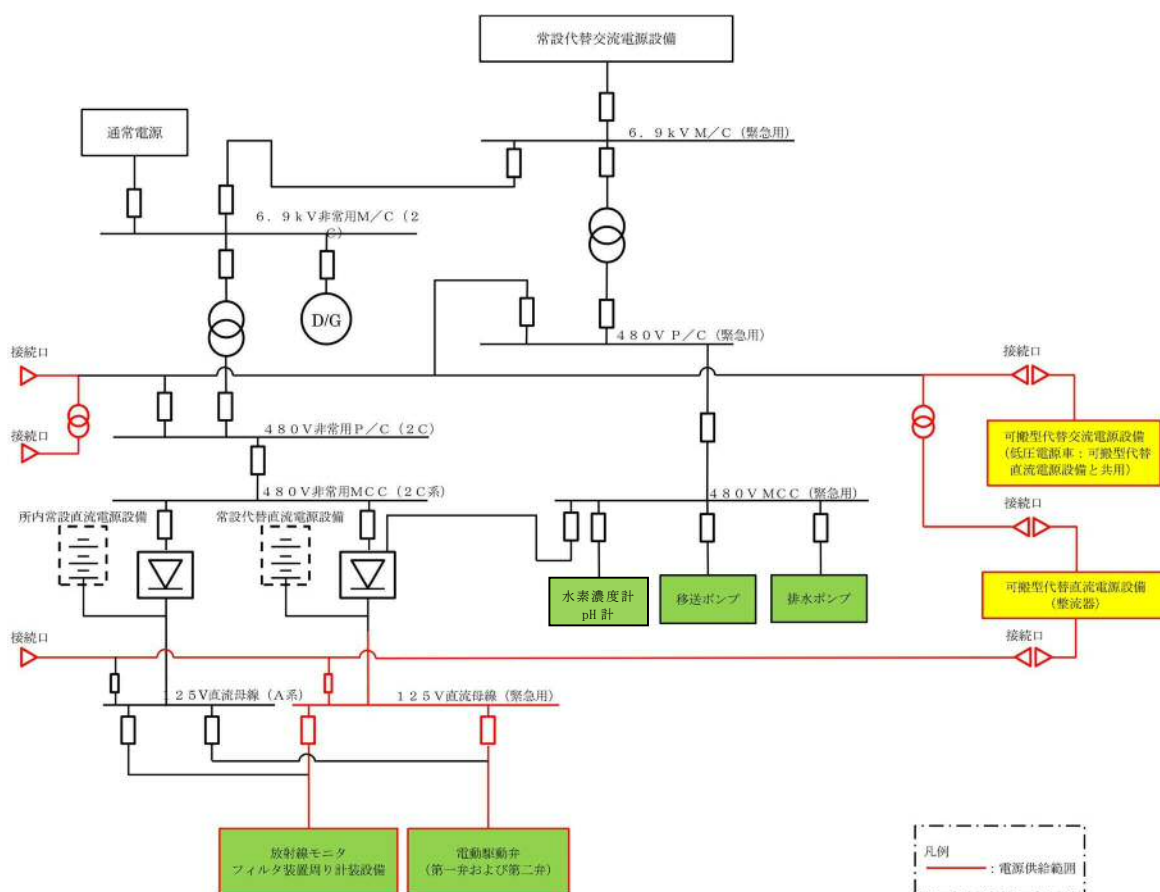 常設代替交流電源設備
通常電源
6．9kV M／C（緊急用）
6．9kV非常用M／C（2
C）
D/G
480V P／C（緊急用）
接続口
接続口
接続口
480V非常用P／C（2C）
可搬型代替交流電源設備
（低圧電源車：可搬型代替
直流電源設備と共用）
480V非常用MCC（2C系）
480V MCC（緊急用）
接続口
所内常設直流電源設備
常設代替直流電源設備
水素濃度計
pH計
移送ポンプ
排水ポンプ
可搬型代替直流電源設備
（整流器）
接続口
接続口
125V直流母線（A系）
125V直流母線（緊急用）
放射線モニタ
フィルタ装置周り計装設備
電動駆動弁
（第一弁および第二弁）
凡例
：電源供給範囲